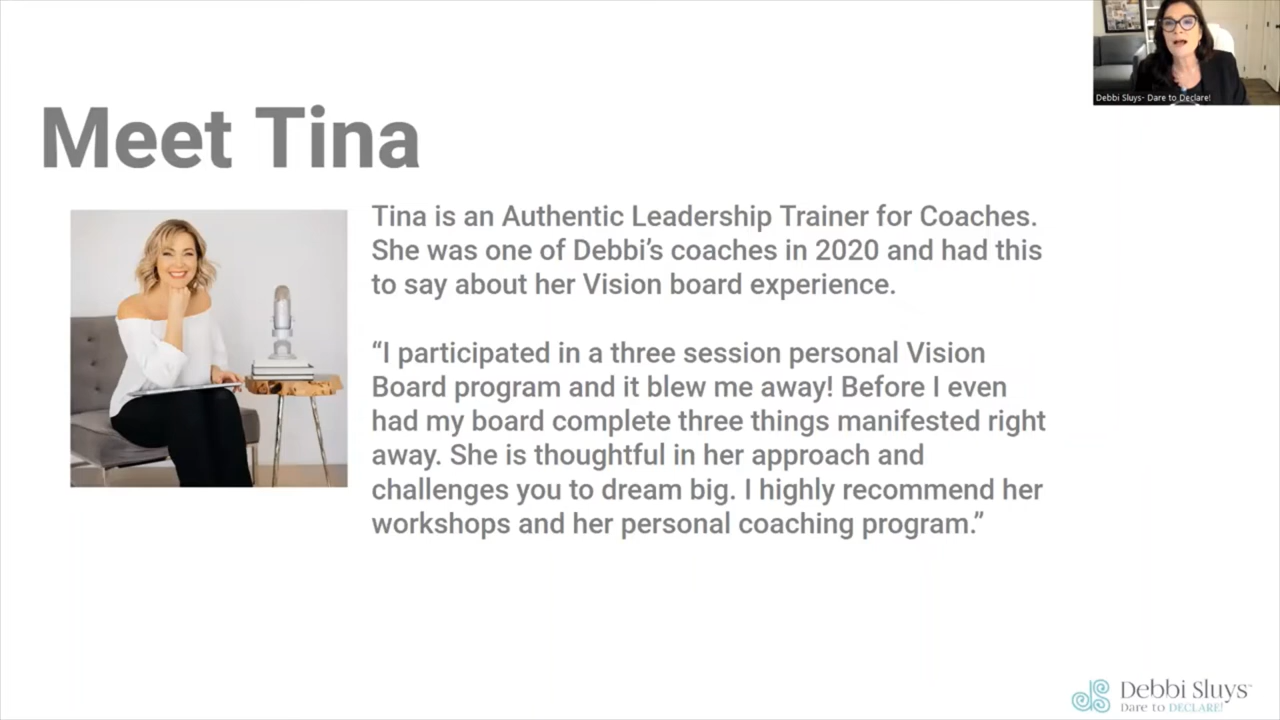 Debbi Sluys- Dare to Declare!
Meet Tina
Tina is an Authentic Leadership Trainer for Coaches.
She was one of Debbi’s coaches in 2020 and had this
to say about her Vision board experience.
“I participated in a three session personal Vision
Board program and it blew me away! Before I even
had my board complete three things manifested right
away. She is thoughtful in her approach and
challenges you to dream big. I highly recommend her
workshops and her personal coaching program.”
Debbi Sluys™
Dare to DECLARE!